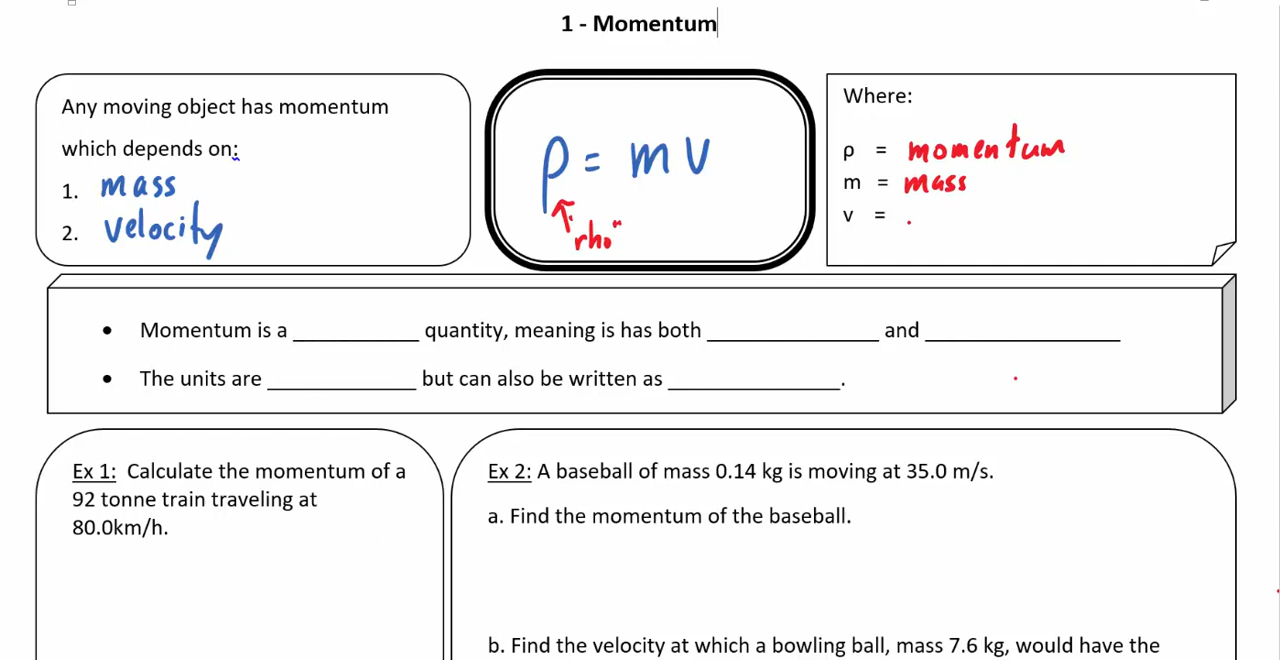 1 - Momentum
Any moving object has momentum
which depends on:
1. mass
2. velocity
ρ = m v
rho"
Where:
ρ = momentum
m = mass
v =
• Momentum is a ___________ quantity, meaning is has both _______________ and _________________
• The units are _____________ but can also be written as _______________.
Ex 1: Calculate the momentum of a
92 tonne train traveling at
80.0km/h.
Ex 2: A baseball of mass 0.14 kg is moving at 35.0 m/s.
a. Find the momentum of the baseball.
b. Find the velocity at which a bowling ball, mass 7.6 kg, would have the